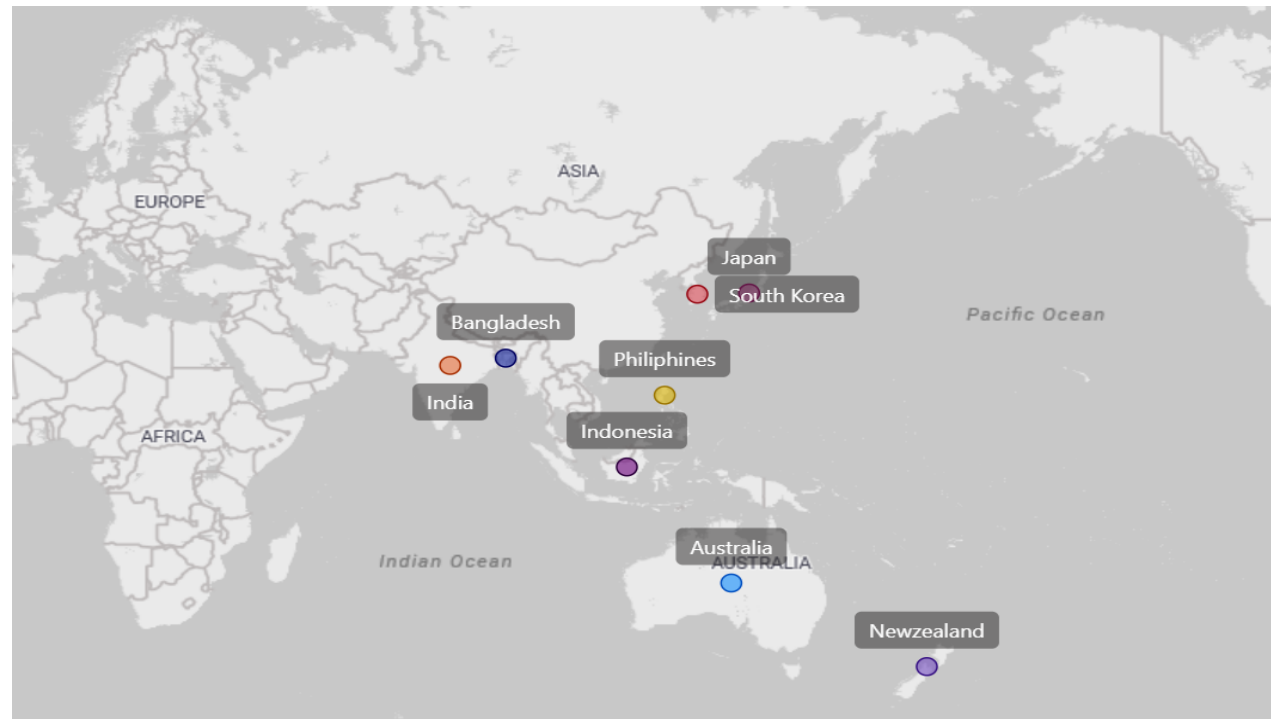 ASIA
EUROPE
Japan
South Korea
Pacific Ocean
Bangladesh
Philiphines
India
Indonesia
AFRICA
Australia
AUSTRALIA
Indian Ocean
Newzealand